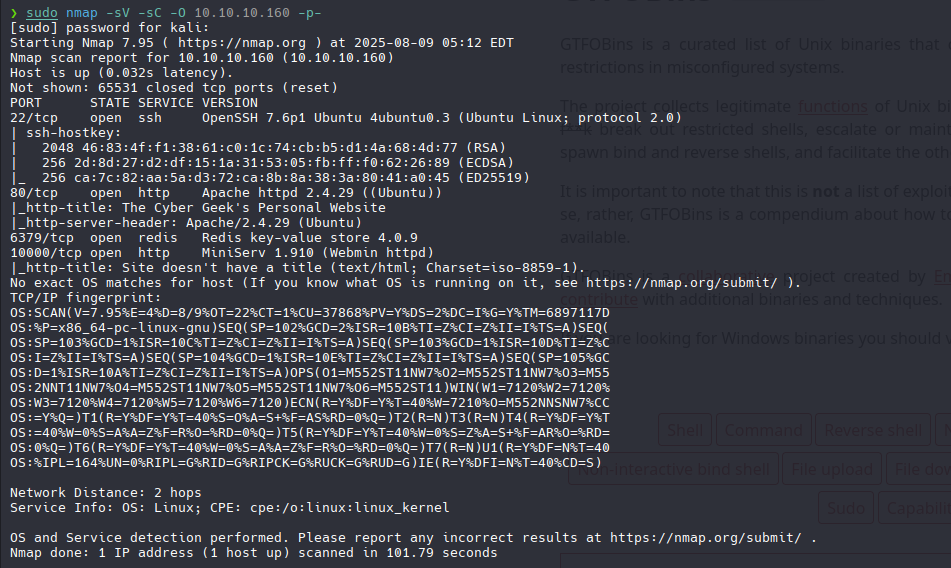 ❯ sudo nmap -sV -sC -O 10.10.10.160 -p-
[sudo] password for kali:
Starting Nmap 7.95 ( https://nmap.org ) at 2025-08-09 05:12 EDT
Nmap scan report for 10.10.10.160 (10.10.10.160)
Host is up (0.032s latency).
Not shown: 65531 closed tcp ports (reset)
PORT      STATE SERVICE VERSION
22/tcp    open  ssh     OpenSSH 7.6p1 Ubuntu 4ubuntu0.3 (Ubuntu Linux; protocol 2.0)
| ssh-hostkey:
|   2048 46:83:4f:f1:38:61:c0:1c:74:cb:b5:d1:4a:68:4d:77 (RSA)
|   256 2d:8d:27:d2:df:15:1a:31:53:05:fb:ff:f0:62:26:89 (ECDSA)
|_  256 ca:7c:82:aa:5a:d3:72:ca:8b:8a:38:3a:80:41:a0:45 (ED25519)
80/tcp    open  http    Apache httpd 2.4.29 ((Ubuntu))
|_http-title: The Cyber Geek's Personal Website
|_http-server-header: Apache/2.4.29 (Ubuntu)
6379/tcp  open  redis   Redis key-value store 4.0.9
10000/tcp open  http    MiniServ 1.910 (Webmin httpd)
|_http-title: Site doesn't have a title (text/html; Charset=iso-8859-1).
No exact OS matches for host (If you know what OS is running on it, see https://nmap.org/submit/ ).
TCP/IP fingerprint:
OS:SCAN(V=7.95%E=4%D=8/9%OT=22%CT=1%CU=37868%PV=Y%DS=2%DC=I%G=Y%TM=6897117D
OS:%P=x86_64-pc-linux-gnu)SEQ(SP=102%GCD=2%ISR=10B%TI=Z%CI=Z%II=I%TS=A)SEQ(
OS:SP=103%GCD=1%ISR=10C%TI=Z%CI=Z%II=I%TS=A)SEQ(SP=103%GCD=1%ISR=10D%TI=Z%C
OS:I=Z%II=I%TS=A)SEQ(SP=104%GCD=1%ISR=10E%TI=Z%CI=Z%II=I%TS=A)SEQ(SP=105%GC
OS:D=1%ISR=10A%TI=Z%CI=Z%II=I%TS=A)OPS(O1=M552ST11NW7%O2=M552ST11NW7%O3=M55
OS:2NNT11NW7%O4=M552ST11NW7%O5=M552ST11NW7%O6=M552ST11)WIN(W1=7120%W2=7120%
OS:W3=7120%W4=7120%W5=7120%W6=7120)ECN(R=Y%DF=Y%T=40%W=7210%O=M552NNSNW7%CC
OS:=Y%Q=)T1(R=Y%DF=Y%T=40%S=O%A=S+%F=AS%RD=0%Q=)T2(R=N)T3(R=N)T4(R=Y%DF=Y%T
OS:=40%W=0%S=A%A=Z%F=R%O=%RD=0%Q=)T5(R=Y%DF=Y%T=40%W=0%S=Z%A=S+%F=AR%O=%RD=
OS:0%Q=)T6(R=Y%DF=Y%T=40%W=0%S=A%A=Z%F=R%O=%RD=0%Q=)T7(R=N)U1(R=Y%DF=N%T=40
OS:%IPL=164%UN=0%RIPL=G%RID=G%RIPCK=G%RUCK=G%RUD=G)IE(R=Y%DFI=N%T=40%CD=S)
Network Distance: 2 hops
Service Info: OS: Linux; CPE: cpe:/o:linux:linux_kernel
OS and Service detection performed. Please report any incorrect results at https://nmap.org/submit/ .
Nmap done: 1 IP address (1 host up) scanned in 101.79 seconds
GTFOBins is a curated list of Unix binaries that
restrictions in misconfigured systems.
The project collects legitimate functions of Unix
break out restricted shells, escalate or
spawn bind and reverse shells, and facilitate the
It is important to note that this is not a list of
se, rather, GTFOBins is a compendium about how
available.
GTFOBins is a collaborative project created by
contribute with additional binaries and techniques.
are looking for Windows binaries you should
Shell Command Reverse shell
Non-interactive bind shell File upload File
Sudo